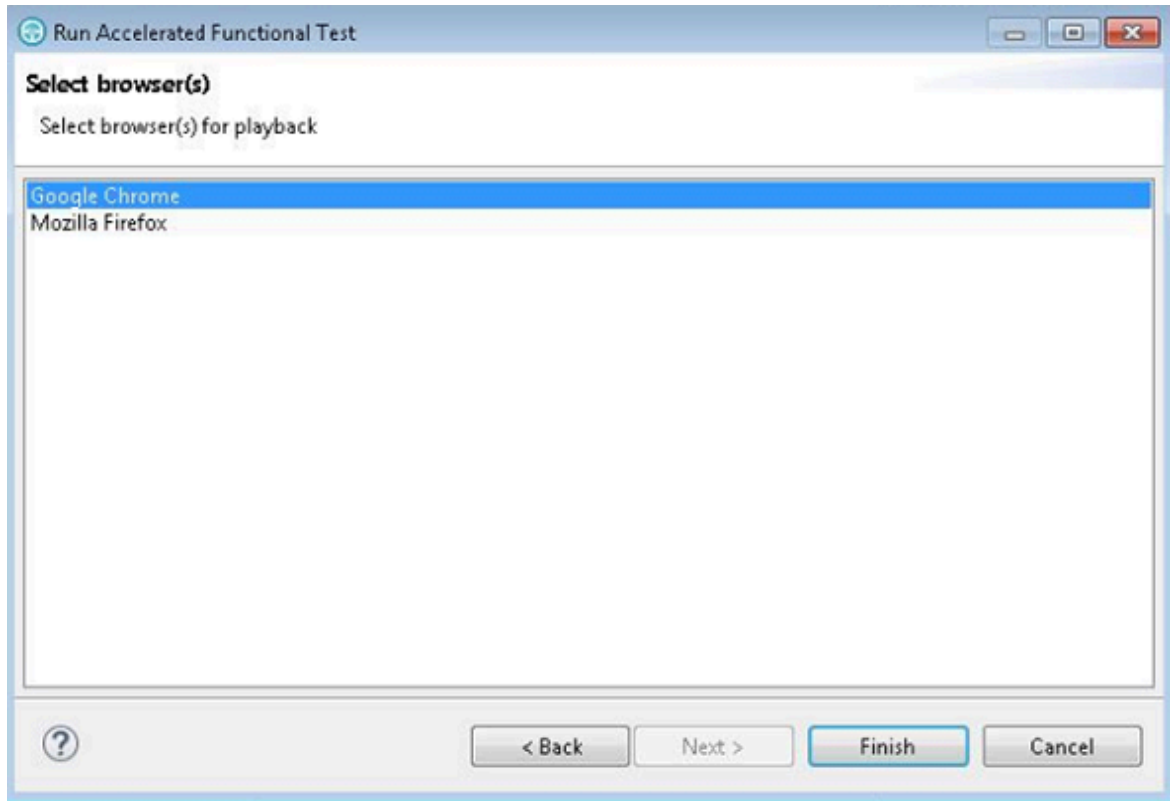 Run Accelerated Functional Test
Select browser(s)
Select browser(s) for playback
Google Chrome
Mozilla Firefox
?
< Back
Next >
Finish
Cancel